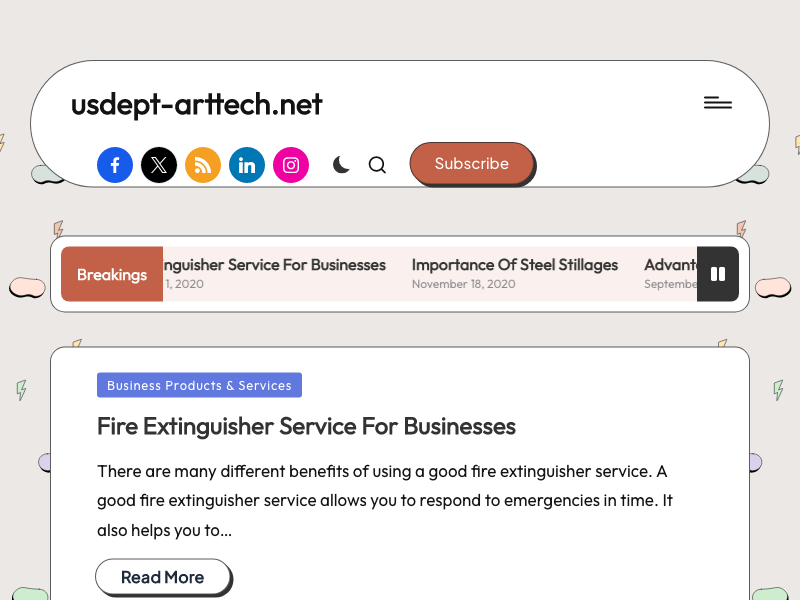 usdept-arttech.net
Subscribe
Breakings
nguisher Service For Businesses
1, 2020
Importance Of Steel Stillages
November 18, 2020
Business Products & Services
Fire Extinguisher Service For Businesses
There are many different benefits of using a good fire extinguisher service. A
good fire extinguisher service allows you to respond to emergencies in time. It
also helps you to...
Read More